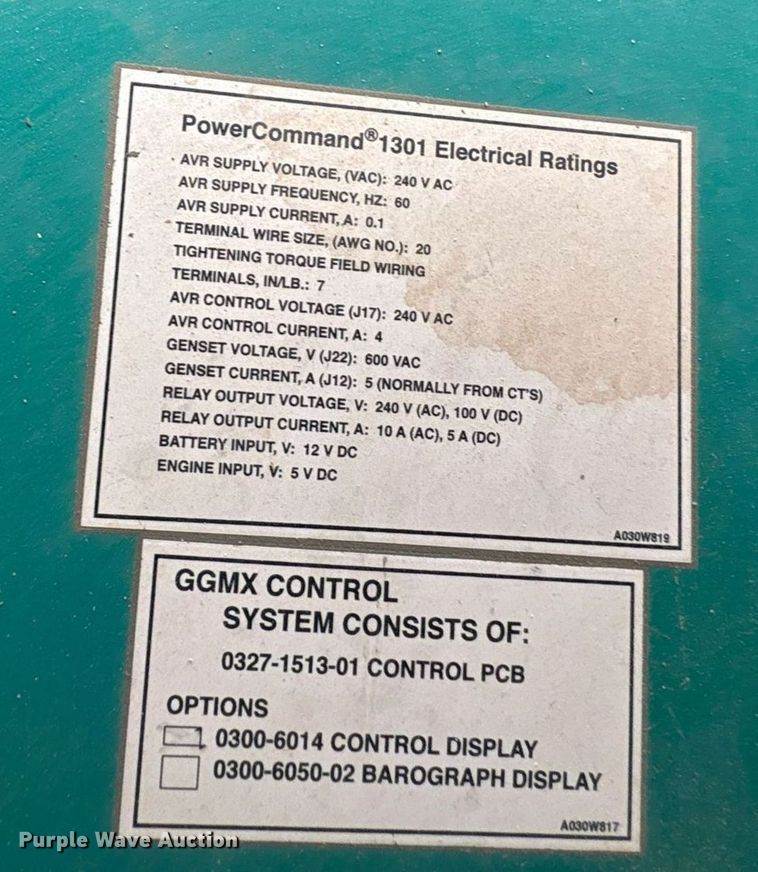 PowerCommand®1301 Electrical Ratings
AVR SUPPLY VOLTAGE, (VAC): 240 V AC
AVR SUPPLY FREQUENCY, HZ: 60
AVR SUPPLY CURRENT, A: 0.1
TERMINAL WIRE SIZE, (AWG NO.): 20
TIGHTENING TORQUE FIELD WIRING
TERMINALS, IN/LB.: 7
AVR CONTROL VOLTAGE (J17): 240 V AC
AVR CONTROL CURRENT, A: 4
GENSET VOLTAGE, V (J22): 600 VAC
GENSET CURRENT, A (J12): 5 (NORMALLY FROM CT'S)
RELAY OUTPUT VOLTAGE, V: 240 V (AC), 100 V (DC)
RELAY OUTPUT CURRENT, A: 10 A (AC), 5 A (DC)
BATTERY INPUT, V: 12 V DC
ENGINE INPUT, V: 5 V DC
A030W819
GGMX CONTROL
SYSTEM CONSISTS OF:
0327-1513-01 CONTROL PCB
OPTIONS
0300-6014 CONTROL DISPLAY
0300-6050-02 BAROGRAPH DISPLAY
A030W817
Purple Wave Auction